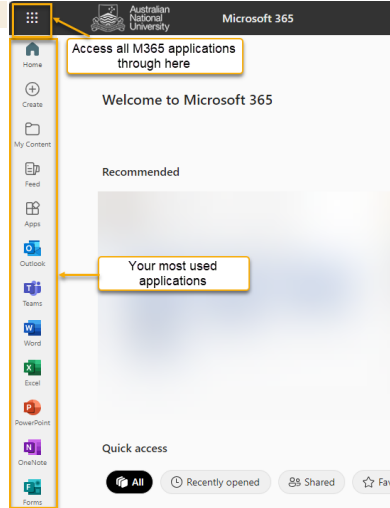 Australian
National
University
Microsoft 365
Access all M365 applications
through here
Home
Create
My Content
Feed
Apps
Outlook
Teams
Word
Excel
PowerPoint
OneNote
Forms
Welcome to Microsoft 365
Recommended
Your most used
applications
Quick access
All
Recently opened
Shared
Fav